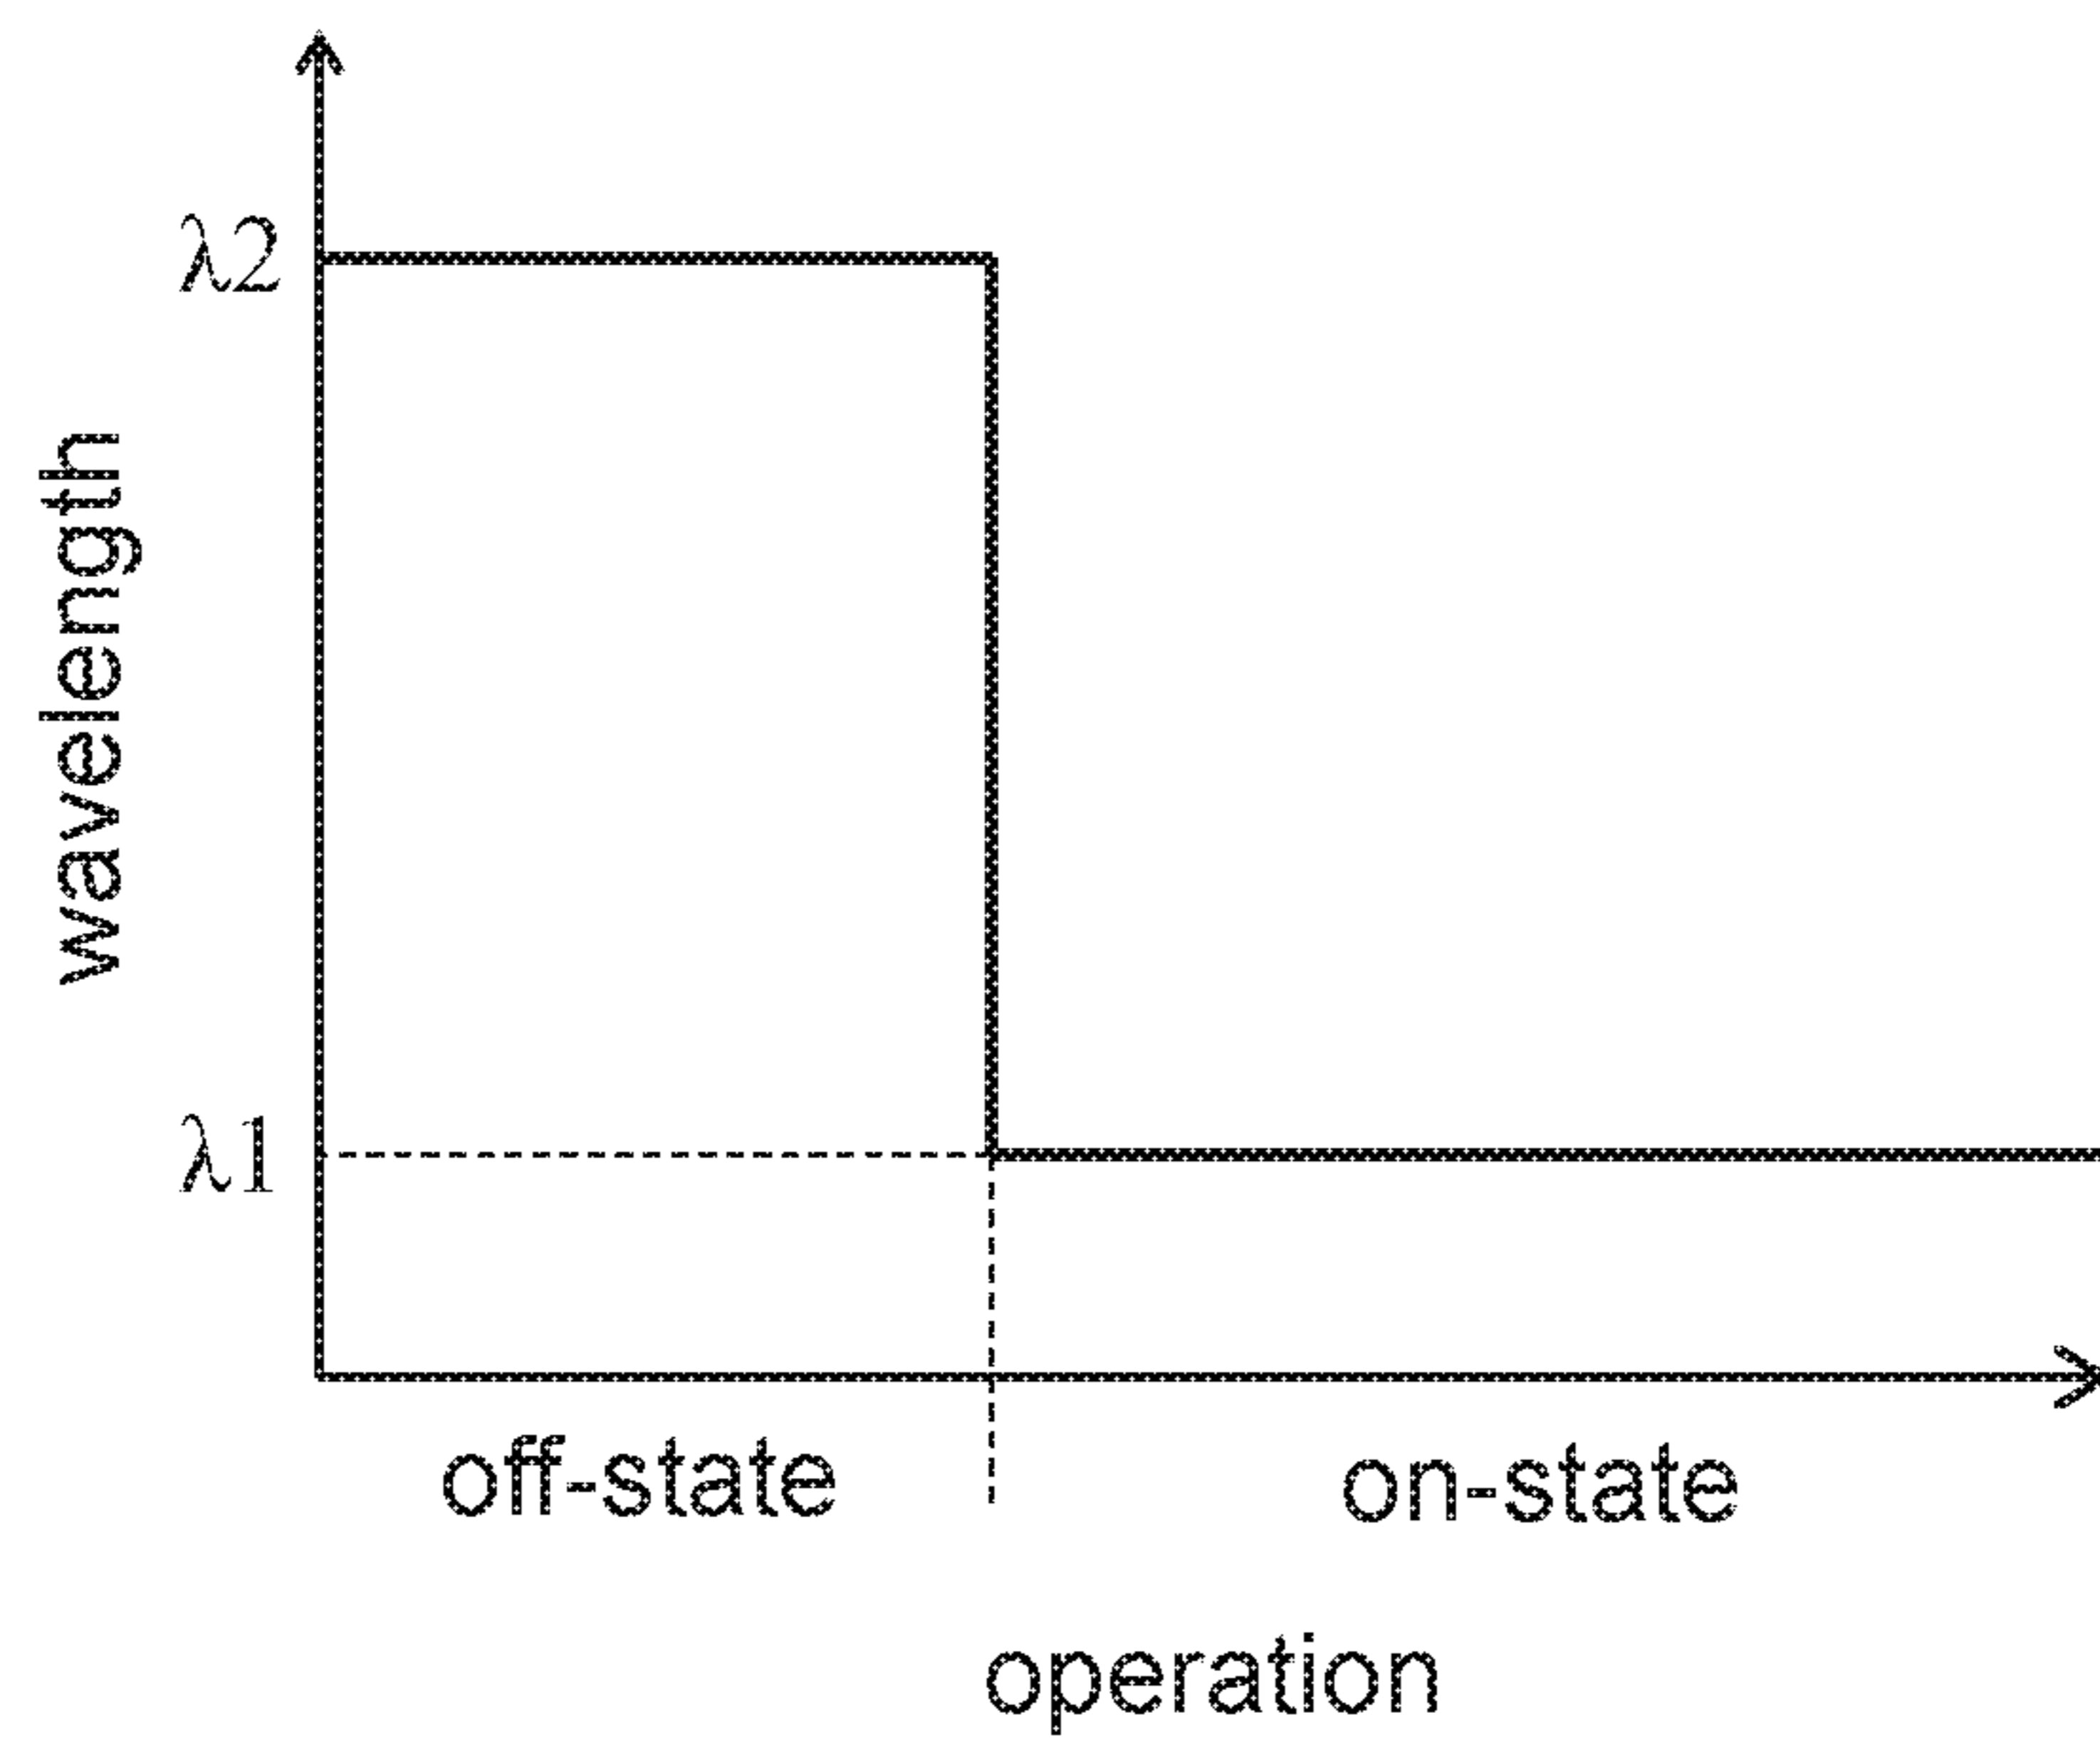 λ2
wavelength
λ1
off-state
on-state
operation